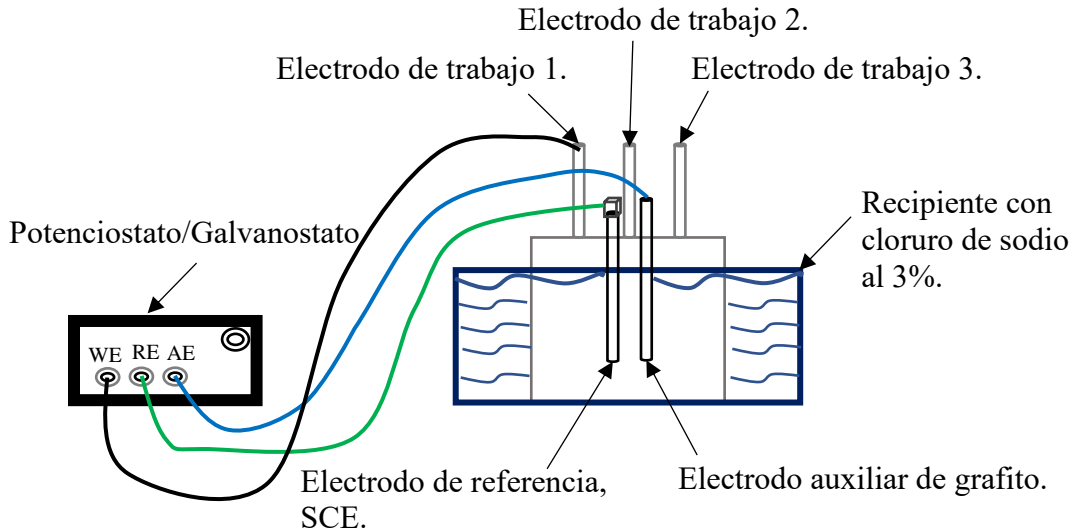 Electrodo de trabajo 2.
Electrodo de trabajo 1.
Electrodo de trabajo 3.
Recipiente con
cloruro de sodio
al 3%.
Potenciostato/Galvanostato
WE RE AE
Electrodo de referencia,
SCE.
Electrodo auxiliar de grafito.